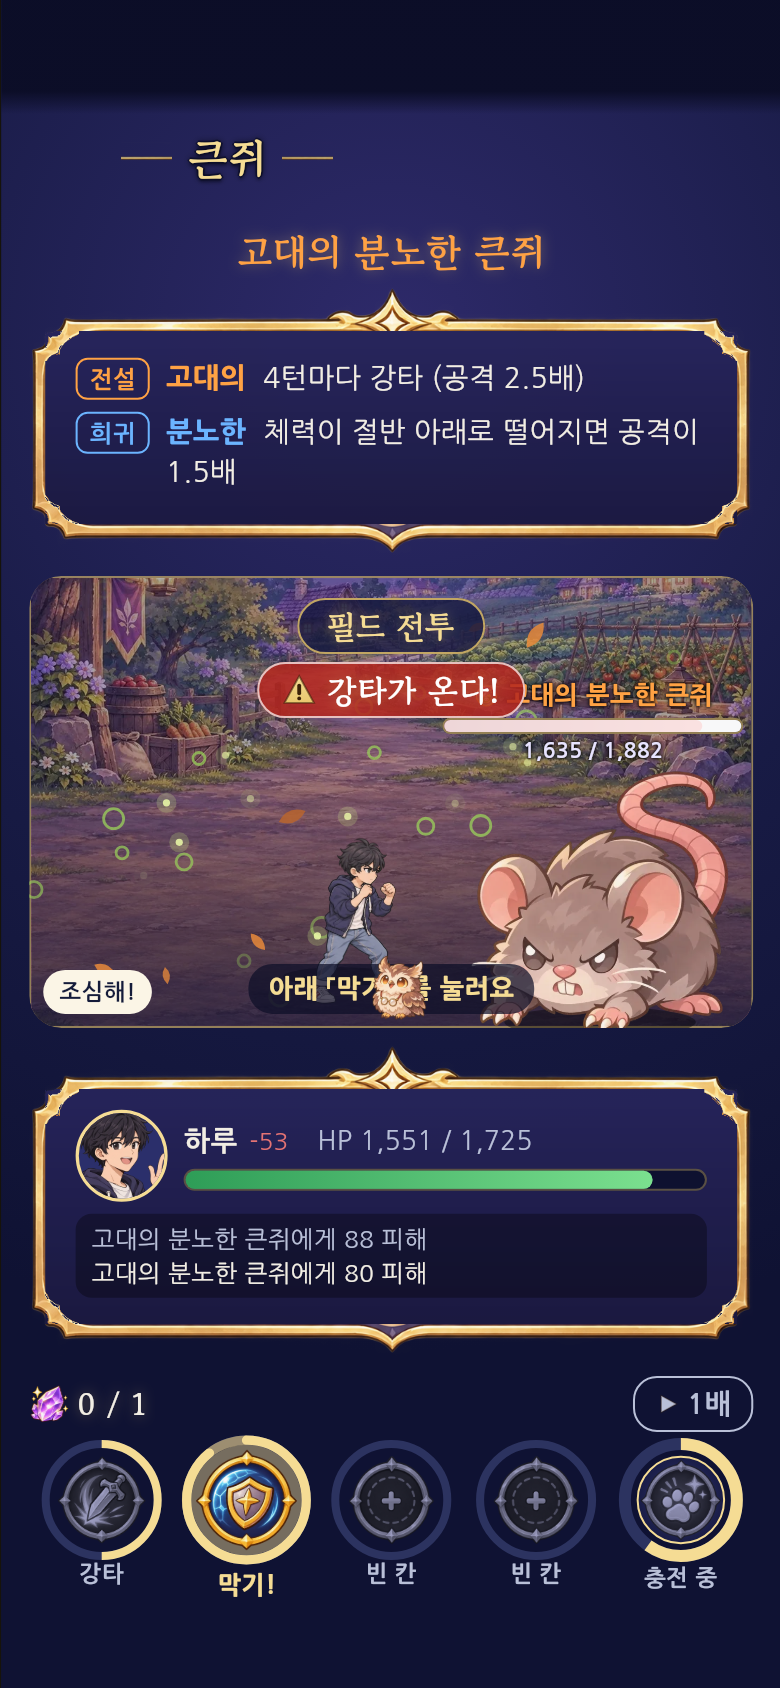 큰쥐
고대의 분노한 큰쥐
전설 고대의 4턴마다 강타 (공격 2.5배)
희귀 분노한 체력이 절반 아래로 떨어지면 공격이
1.5배
필드 전투
강타가 온다!
대의 분노한 큰쥐
1,635 / 1,882
조심해!
아래 「막기 를 눌러요
하루 -53 HP 1,551 / 1,725
고대의 분노한 큰쥐에게 88 피해
고대의 분노한 큰쥐에게 80 피해
0 / 1
1배
강타
막기!
빈 칸
빈 칸
충전 중